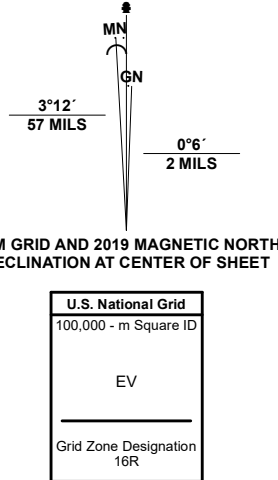 MN
GN
3°12´
57 MILS
0°6´
2 MILS
M GRID AND 2019 MAGNETIC NORTH
ECLINATION AT CENTER OF SHEET
U.S. National Grid
100,000 - m Square ID
EV
Grid Zone Designation
16R